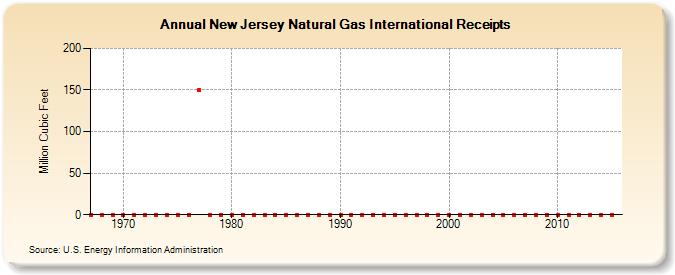 Annual New Jersey Natural Gas International Receipts
Million Cubic Feet
200
150
100
50
0
1970 1980 1990 2000 2010
Source: U.S. Energy Information Administration